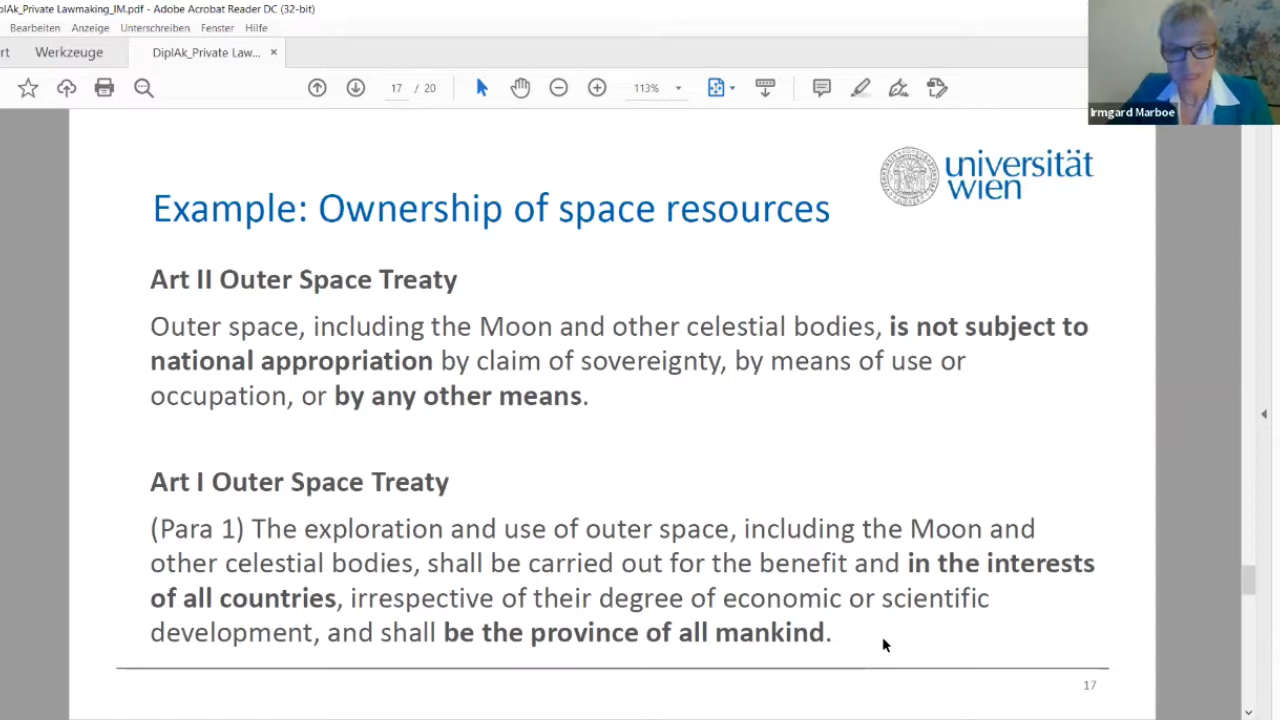 plAk_Private Lawmaking_IM.pdf - Adobe Acrobat Reader DC (32-bit)
Bearbeiten Anzeige Unterschreiben Fenster Hilfe
rt Werkzeuge DiplAk_Private Law... ×
17 / 20 113%
Irmgard Marboe
universität
wien
Example: Ownership of space resources
Art II Outer Space Treaty
Outer space, including the Moon and other celestial bodies, is not subject to
national appropriation by claim of sovereignty, by means of use or
occupation, or by any other means.
Art I Outer Space Treaty
(Para 1) The exploration and use of outer space, including the Moon and
other celestial bodies, shall be carried out for the benefit and in the interests
of all countries, irrespective of their degree of economic or scientific
development, and shall be the province of all mankind.
17